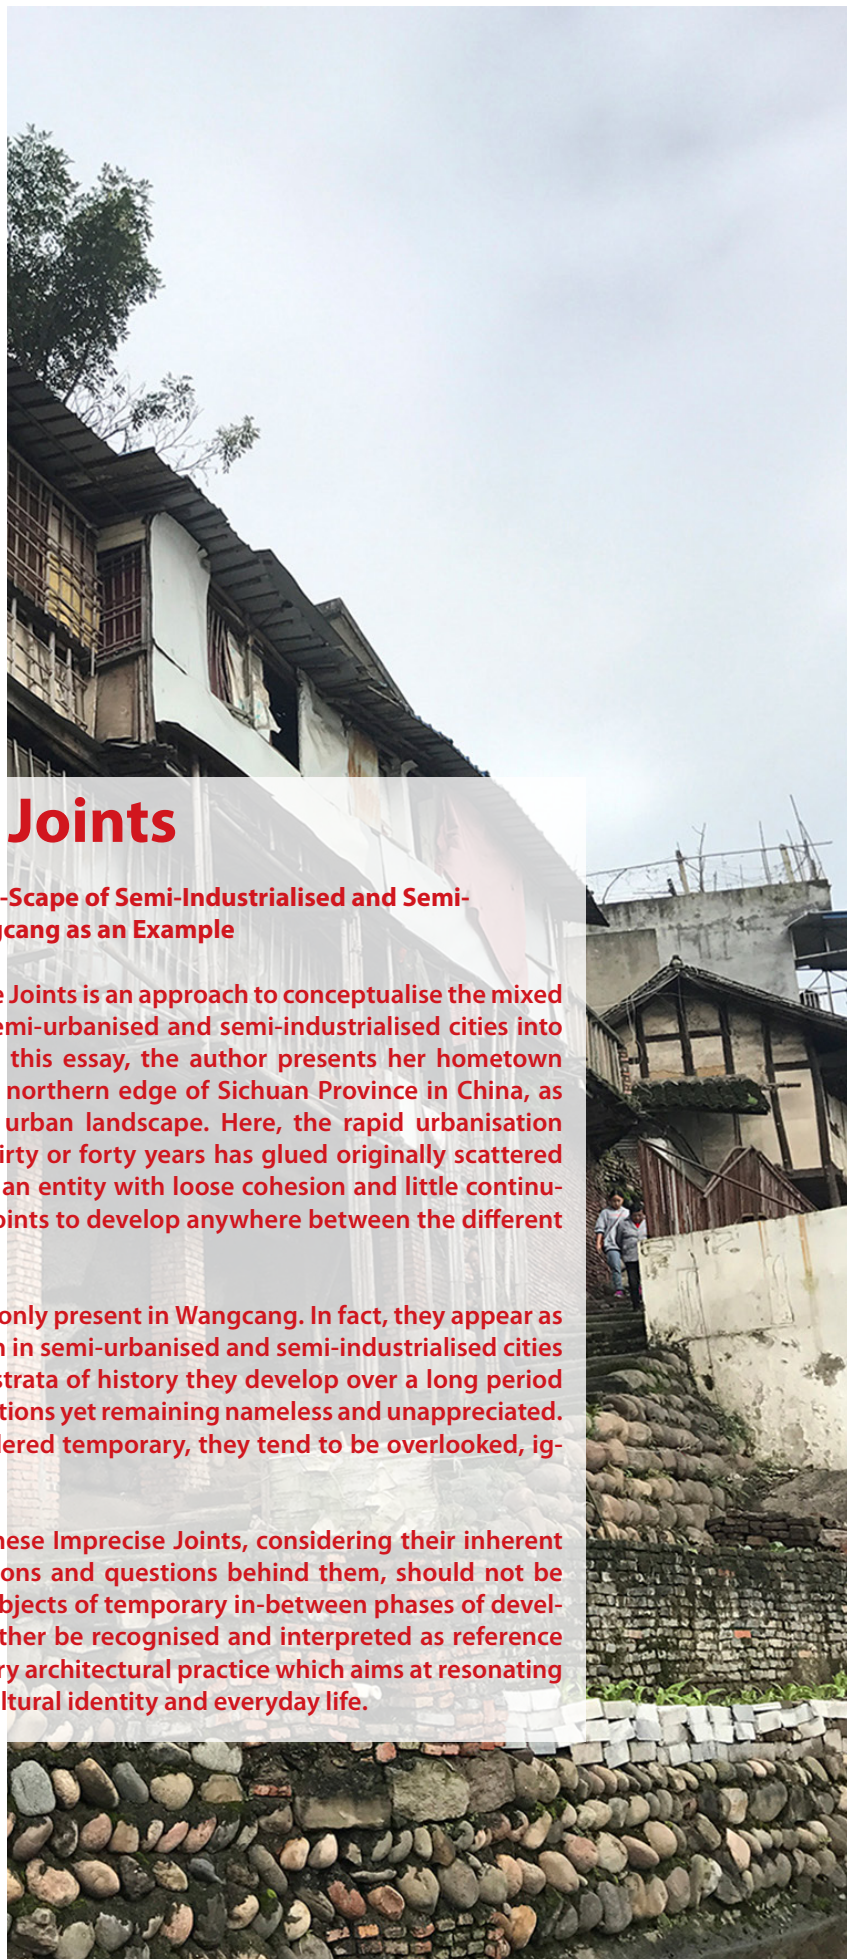 Joints
-Scape of Semi-Industrialised and Semi-
gcang as an Example
e Joints is an approach to conceptualise the mixed
emi-urbanised and semi-industrialised cities into
this essay, the author presents her hometown
northern edge of Sichuan Province in China, as
urban landscape. Here, the rapid urbanisation
irty or forty years has glued originally scattered
an entity with loose cohesion and little continu-
oints to develop anywhere between the different
only present in Wangcang. In fact, they appear as
n in semi-urbanised and semi-industrialised cities
strata of history they develop over a long period
tions yet remaining nameless and unappreciated.
lered temporary, they tend to be overlooked, ig-
hese Imprecise Joints, considering their inherent
ons and questions behind them, should not be
bjects of temporary in-between phases of devel-
ther be recognised and interpreted as reference
ry architectural practice which aims at resonating
ltural identity and everyday life.